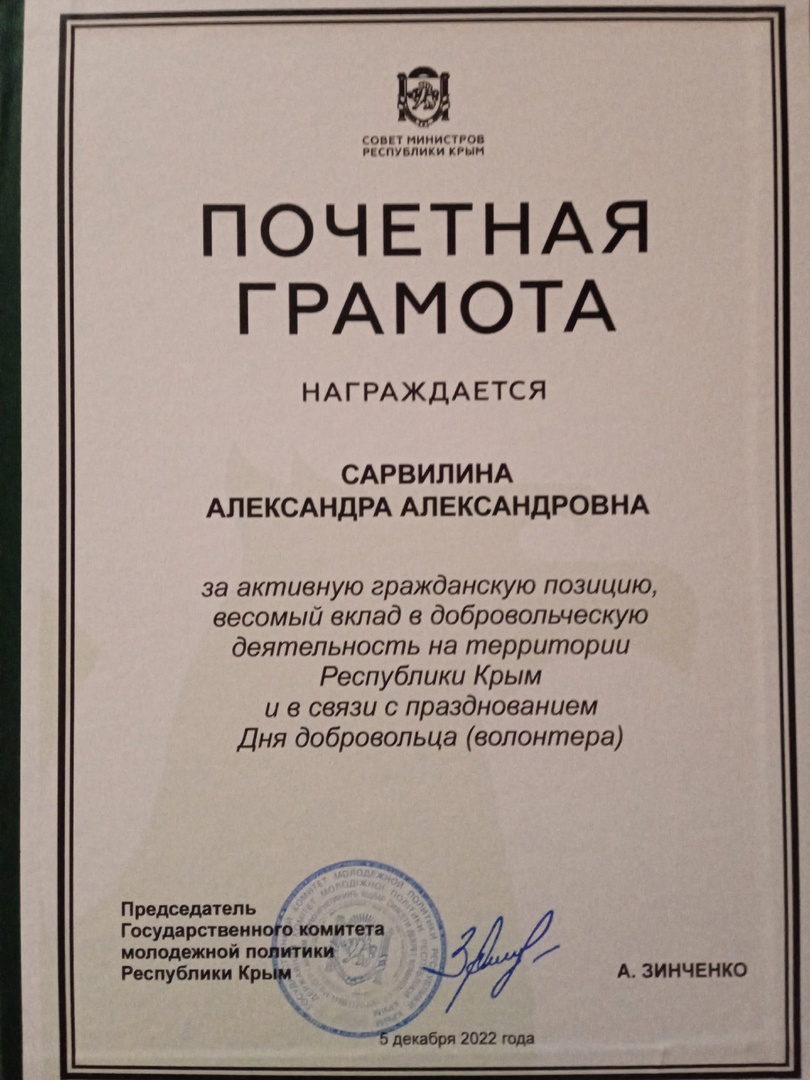 СОВЕТ МИНИСТРОВ
РЕСПУБЛИКИ КРЫМ
ПОЧЕТНАЯ
ГРАМОТА
НАГРАЖДАЕТСЯ
САРВИЛИНА
АЛЕКСАНДРА АЛЕКСАНДРОВНА
за активную гражданскую позицию,
весомый вклад в добровольческую
деятельность на территории
Республики Крым
и в связи с празднованием
Дня добровольца (волонтера)
Председатель
Государственного комитета
молодежной политики
Республики Крым
А. ЗИНЧЕНКО
5 декабря 2022 года